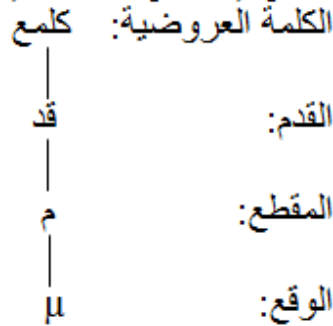 الكلمة العروضية: كلمع
القدم: قد
المقطع: م
الوقع: μ